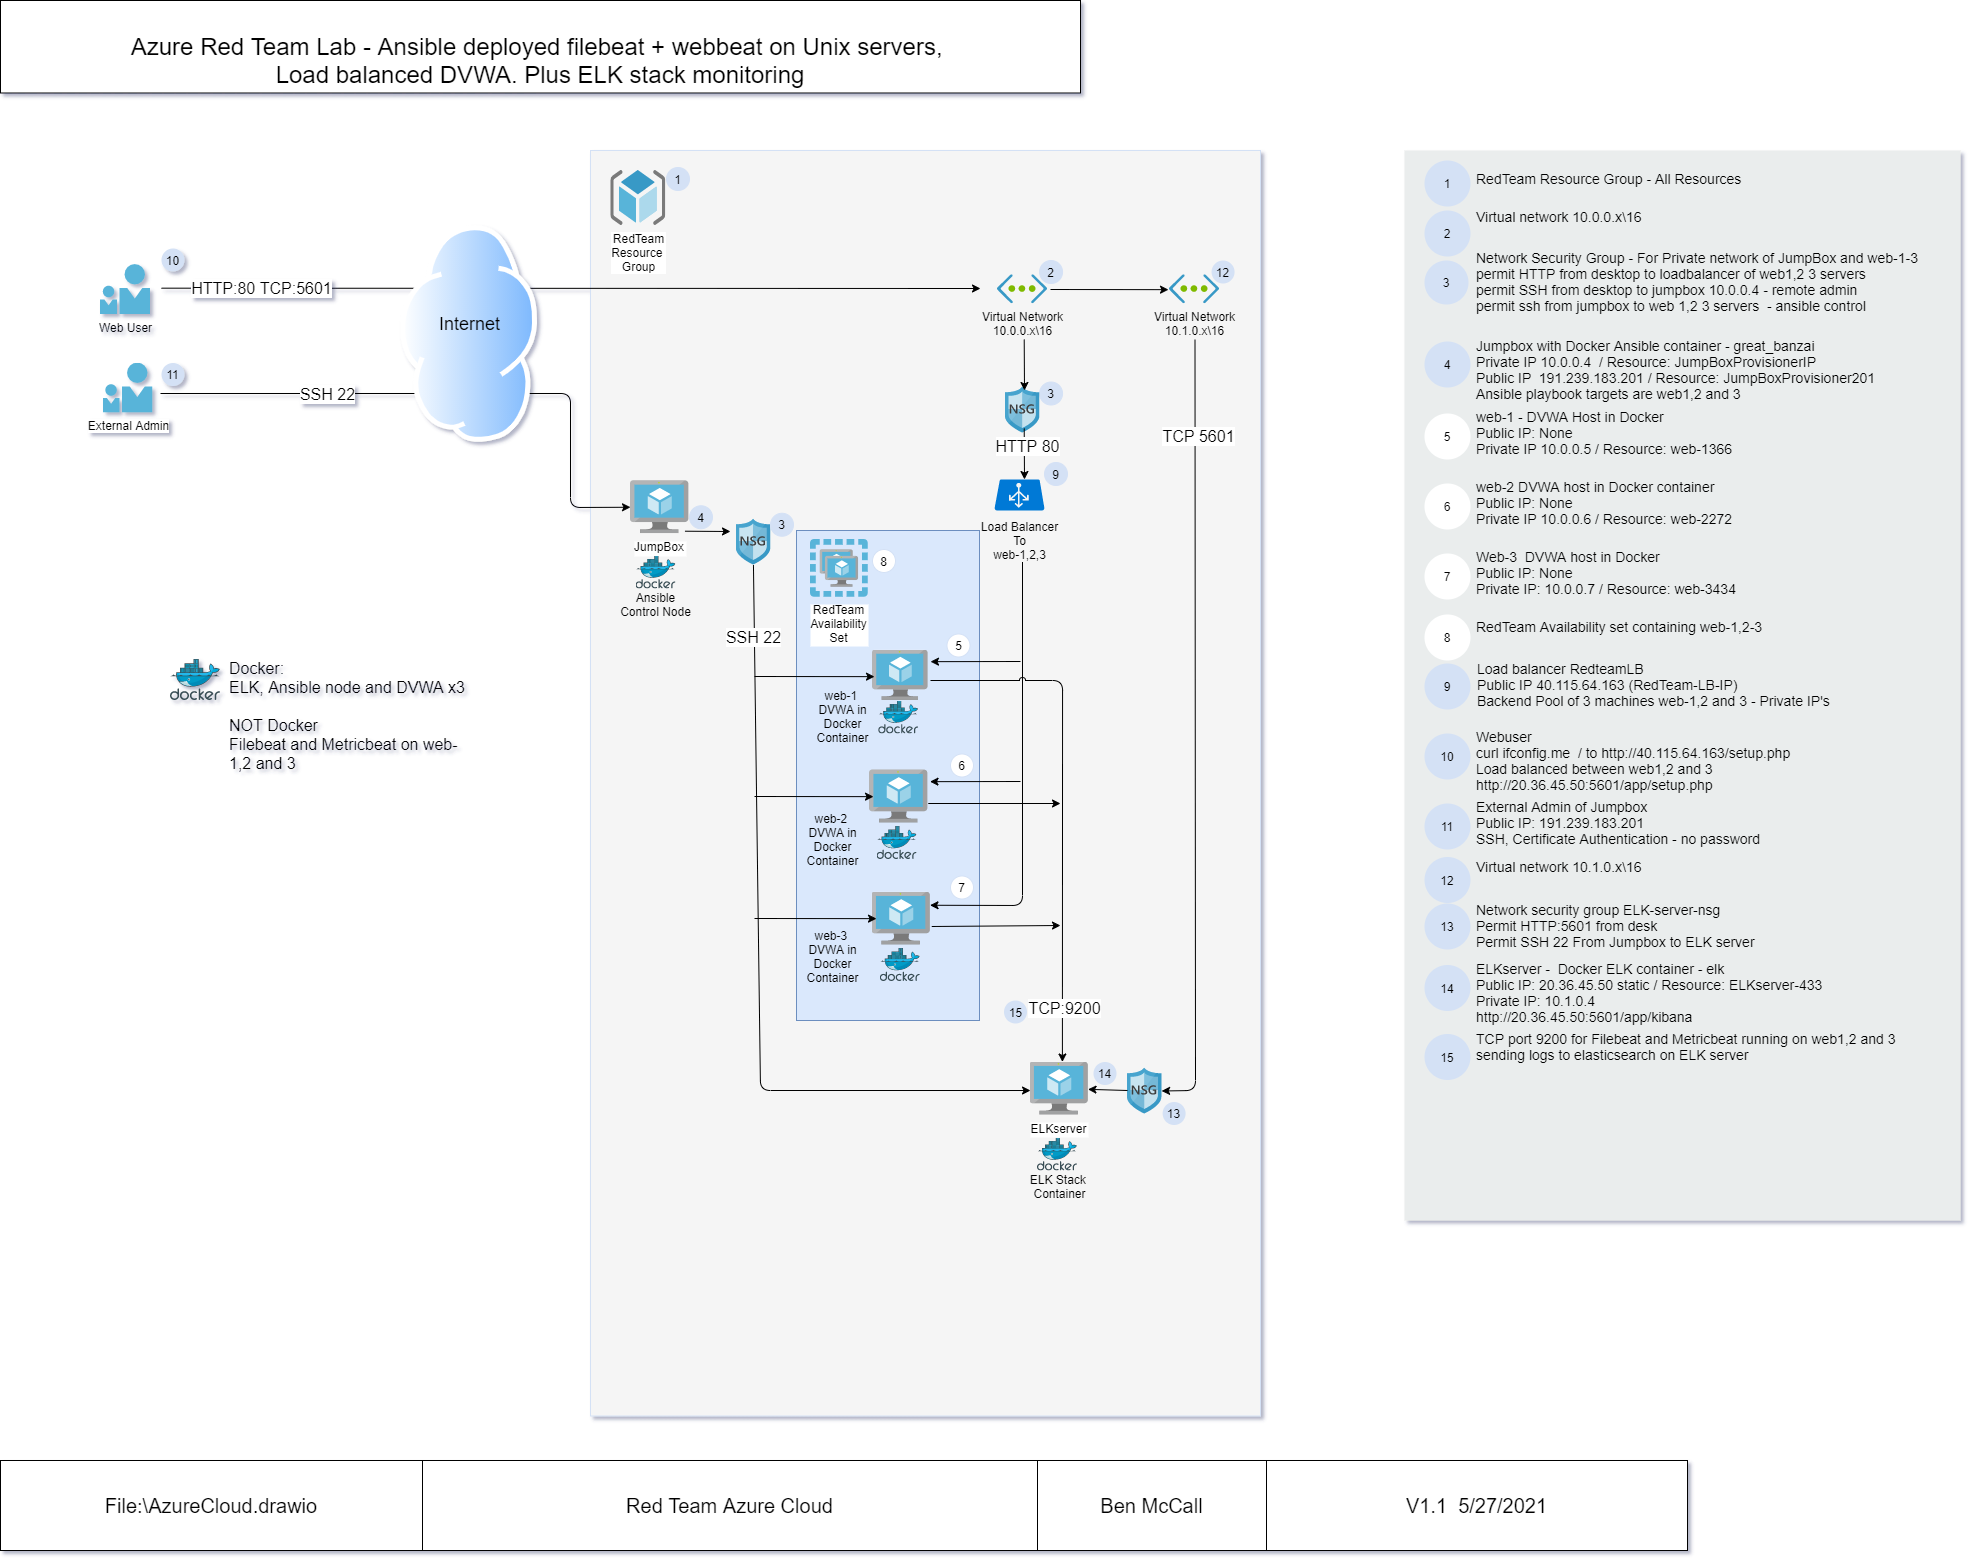 Azure Red Team Lab - Ansible deployed filebeat + webbeat on Unix servers,
Load balanced DVWA. Plus ELK stack monitoring
1
RedTeam
Resource
Group
10
HTTP:80 TCP:5601
Web User
Internet
11
SSH 22
External Admin
2
Virtual Network
10.0.0.x\16
12
Virtual Network
10.1.0.x\16
NSG
3
HTTP 80
TCP 5601
9
Load Balancer
To
web-1,2,3
4
JumpBox
docker
Ansible
Control Node
NSG
3
SSH 22
8
RedTeam
Availability
Set
5
web-1
DVWA in
Docker
Container
docker
6
web-2
DVWA in
Docker
Container
docker
7
web-3
DVWA in
Docker
Container
docker
15
TCP:9200
14
NSG
13
ELKserver
docker
ELK Stack
Container
docker
Docker:
ELK, Ansible node and DVWA x3
NOT Docker
Filebeat and Metricbeat on web-
1,2 and 3
1
RedTeam Resource Group - All Resources
2
Virtual network 10.0.0.x\16
3
Network Security Group - For Private network of JumpBox and web-1-3
permit HTTP from desktop to loadbalancer of web1,2 3 servers
permit SSH from desktop to jumpbox 10.0.0.4 - remote admin
permit ssh from jumpbox to web 1,2 3 servers  - ansible control
4
Jumpbox with Docker Ansible container - great_banzai
Private IP 10.0.0.4  / Resource: JumpBoxProvisionerIP
Public IP  191.239.183.201 / Resource: JumpBoxProvisioner201
Ansible playbook targets are web1,2 and 3
5
web-1 - DVWA Host in Docker
Public IP: None
Private IP 10.0.0.5 / Resource: web-1366
6
web-2 DVWA host in Docker container
Public IP: None
Private IP 10.0.0.6 / Resource: web-2272
7
Web-3  DVWA host in Docker
Public IP: None
Private IP: 10.0.0.7 / Resource: web-3434
8
RedTeam Availability set containing web-1,2-3
9
Load balancer RedteamLB
Public IP 40.115.64.163 (RedTeam-LB-IP)
Backend Pool of 3 machines web-1,2 and 3 - Private IP's
10
Webuser
curl ifconfig.me  / to http://40.115.64.163/setup.php
Load balanced between web1,2 and 3
http://20.36.45.50:5601/app/setup.php
11
External Admin of Jumpbox
Public IP: 191.239.183.201
SSH, Certificate Authentication - no password
12
Virtual network 10.1.0.x\16
13
Network security group ELK-server-nsg
Permit HTTP:5601 from desk
Permit SSH 22 From Jumpbox to ELK server
14
ELKserver -  Docker ELK container - elk
Public IP: 20.36.45.50 static / Resource: ELKserver-433
Private IP: 10.1.0.4
http://20.36.45.50:5601/app/kibana
15
TCP port 9200 for Filebeat and Metricbeat running on web1,2 and 3
sending logs to elasticsearch on ELK server
File:\AzureCloud.drawio
Red Team Azure Cloud
Ben McCall
V1.1  5/27/2021